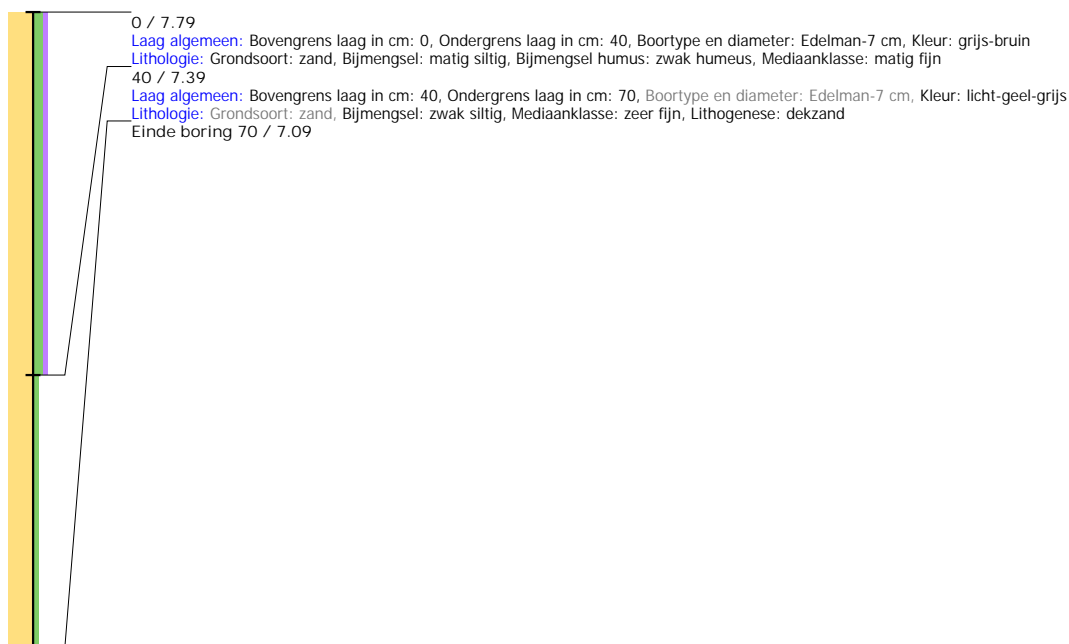 0 / 7.79
Laag algemeen: Bovengrens laag in cm: 0, Ondergrens laag in cm: 40, Boortype en diameter: Edelman-7 cm, Kleur: grijs-bruin
Lithologie: Grondsoort: zand, Bijmengsel: matig siltig, Bijmengsel humus: zwak humeus, Mediaanklasse: matig fijn
40 / 7.39
Laag algemeen: Bovengrens laag in cm: 40, Ondergrens laag in cm: 70, Boortype en diameter: Edelman-7 cm, Kleur: licht-geel-grijs
Lithologie: Grondsoort: zand, Bijmengsel: zwak siltig, Mediaanklasse: zeer fijn, Lithogenese: dekzand
Einde boring 70 / 7.09